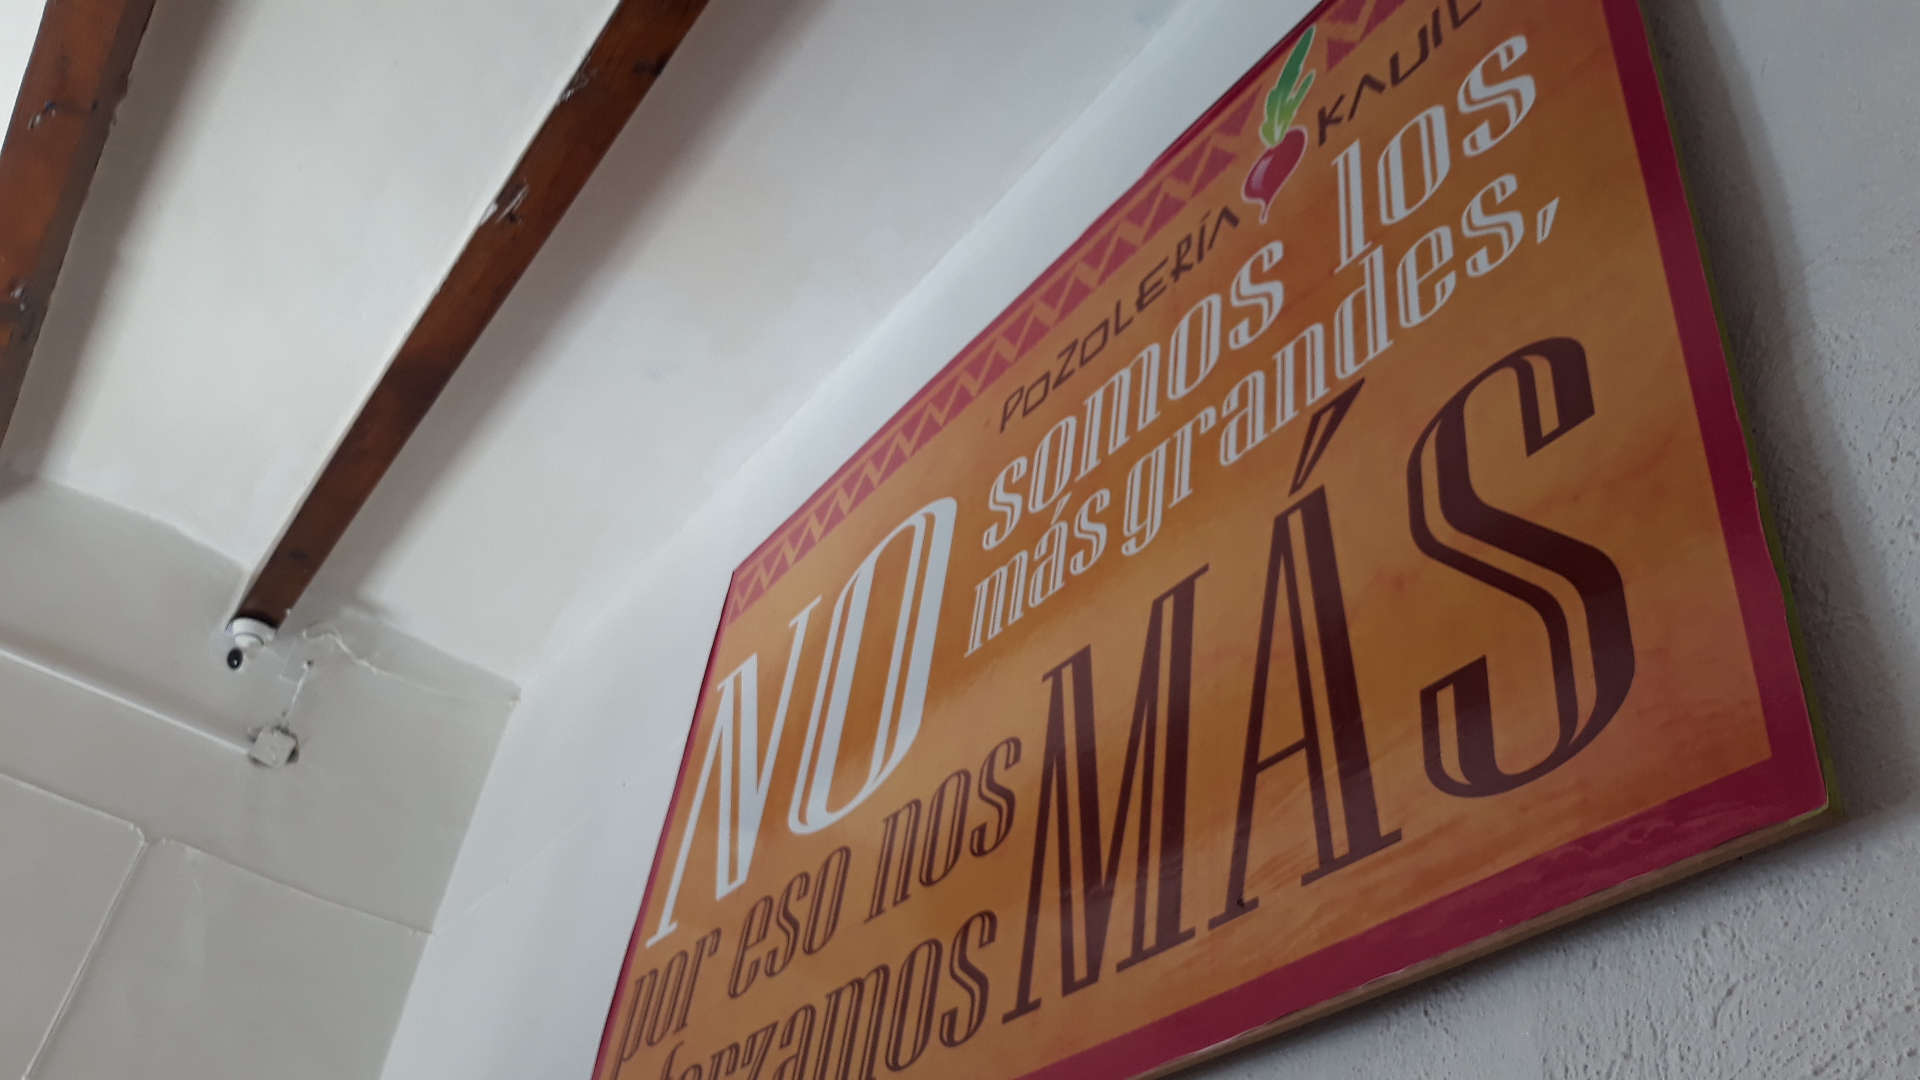 POZOLERÍA KAUIL
NO somos los
más grandes,
por eso nos MÁS